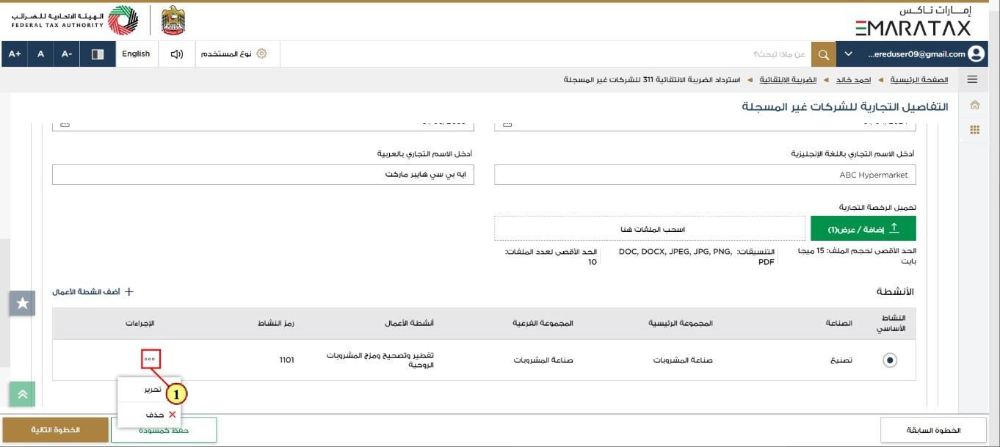 الهيئة الاتحادية للضرائب
FEDERAL TAX AUTHORITY
إمارات تاكس
EMARATAX
A+
A
A-
English
نوع المستخدم
عن ماذا تبحث؟
ereduser09@gmail.com...
الصفحة الرئيسية
احمد خالد
الضريبة الانتقائية
استرداد الضريبة الانتقائية 311 للشركات غير المسجلة
التفاصيل التجارية للشركات غير المسجلة
أدخل الاسم التجاري باللغة الإنجليزية
أدخل الاسم التجاري بالعربية
ABC Hypermarket
ايه بي سي هايبر ماركت
تحميل الرخصة التجارية
إضافة / عرض(1)
اسحب الملفات هنا
الحد الأقصى لحجم الملف: 15 ميجا
بايت
التنسيقات: DOC, DOCX, JPEG, JPG, PNG,
PDF
الحد الأقصى لعدد الملفات:
10
الأنشطة
أضف انشطة الأعمال
النشاط
الأساسي
الصناعة
المجموعة الرئيسية
المجموعة الفرعية
أنشطة الأعمال
رمز النشاط
الإجراءات
تصنيع
صناعة المشروبات
صناعة المشروبات
تقطير وتصحيح ومزج المشروبات
الروحية
1101
تحرير
1
حذف
الخطوة السابقة
حفظ كمسودة
الخطوة التالية